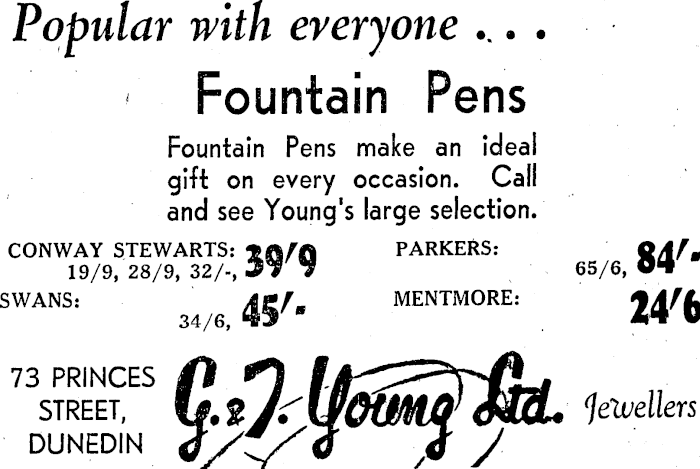 Popular with everyone . . .
Fountain Pens
Fountain Pens make an ideal
gift on every occasion. Call
and see Young's large selection.
CONWAY STEWARTS:
19/9, 28/9, 32/-, 39/9
PARKERS:
65/6, 84/-
SWANS:
34/6, 45/-
MENTMORE:
24/6
73 PRINCES
STREET,
DUNEDIN
G. & T. Young Ltd. Jewellers